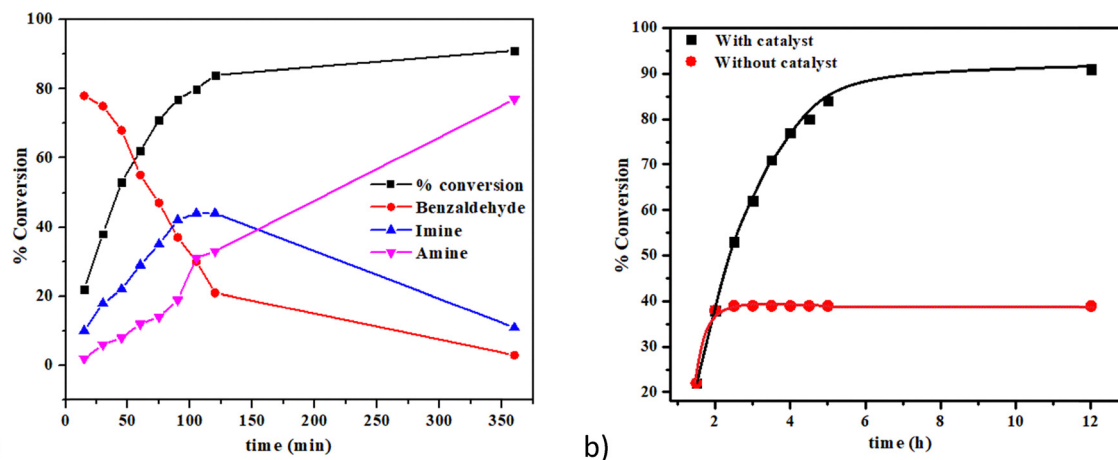 100
80
60
40
20
0
% Conversion
% conversion
Benzaldehyde
Imine
Amine
0 50 100 150 200 250 300 350
time (min)
b)
100
90
80
70
60
50
40
30
20
% Conversion
With catalyst
Without catalyst
2 4 6 8 10 12
time (h)